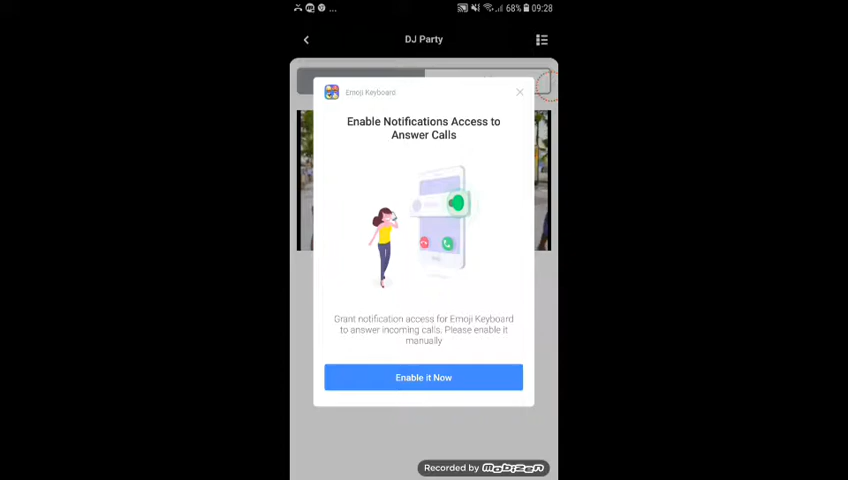 ... 68% 09:28
DJ Party
Emoji Keyboard
Enable Notifications Access to
Answer Calls
Grant notification access for Emoji Keyboard
to answer incoming calls. Please enable it
manually
Enable it Now
Recorded by mobizen